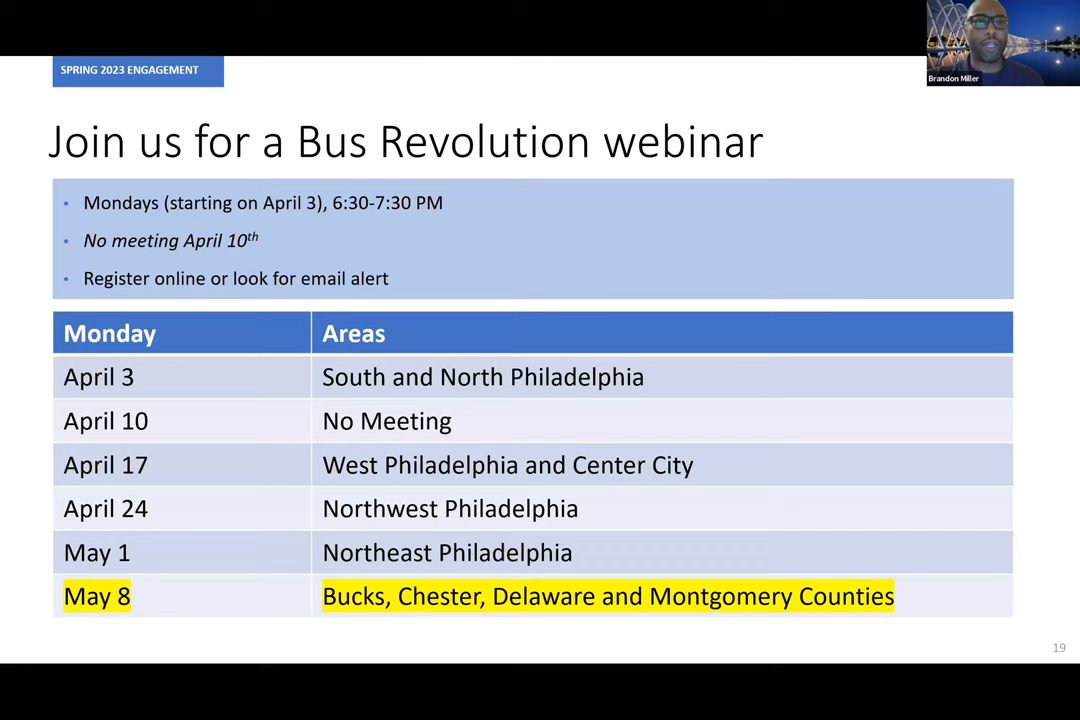 SPRING 2023 ENGAGEMENT
Brandon Miller
Join us for a Bus Revolution webinar
• Mondays (starting on April 3), 6:30-7:30 PM
• No meeting April 10th
• Register online or look for email alert
Monday Areas
April 3 South and North Philadelphia
April 10 No Meeting
April 17 West Philadelphia and Center City
April 24 Northwest Philadelphia
May 1 Northeast Philadelphia
May 8 Bucks, Chester, Delaware and Montgomery Counties
19